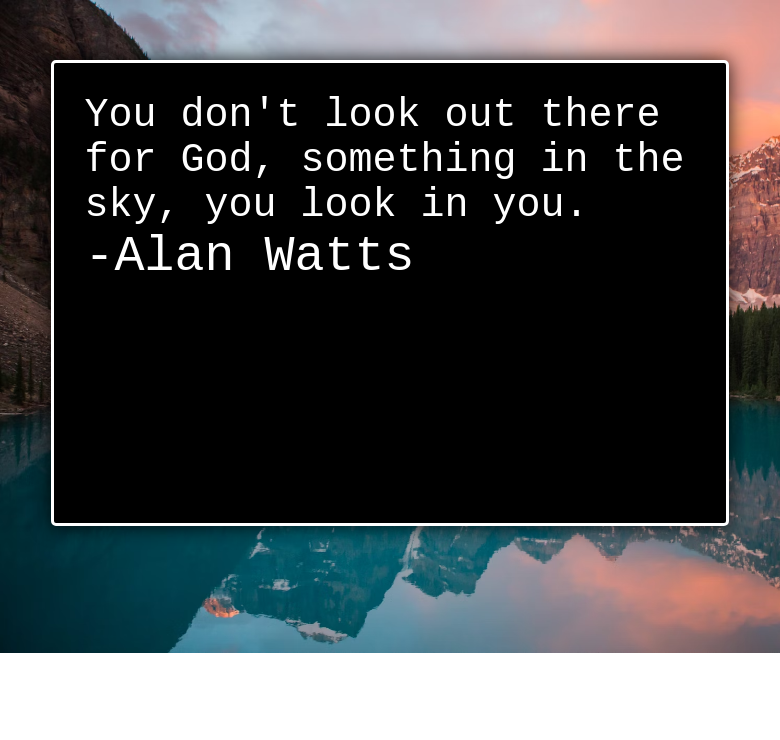 You don't look out there
for God, something in the
sky, you look in you.
-Alan Watts